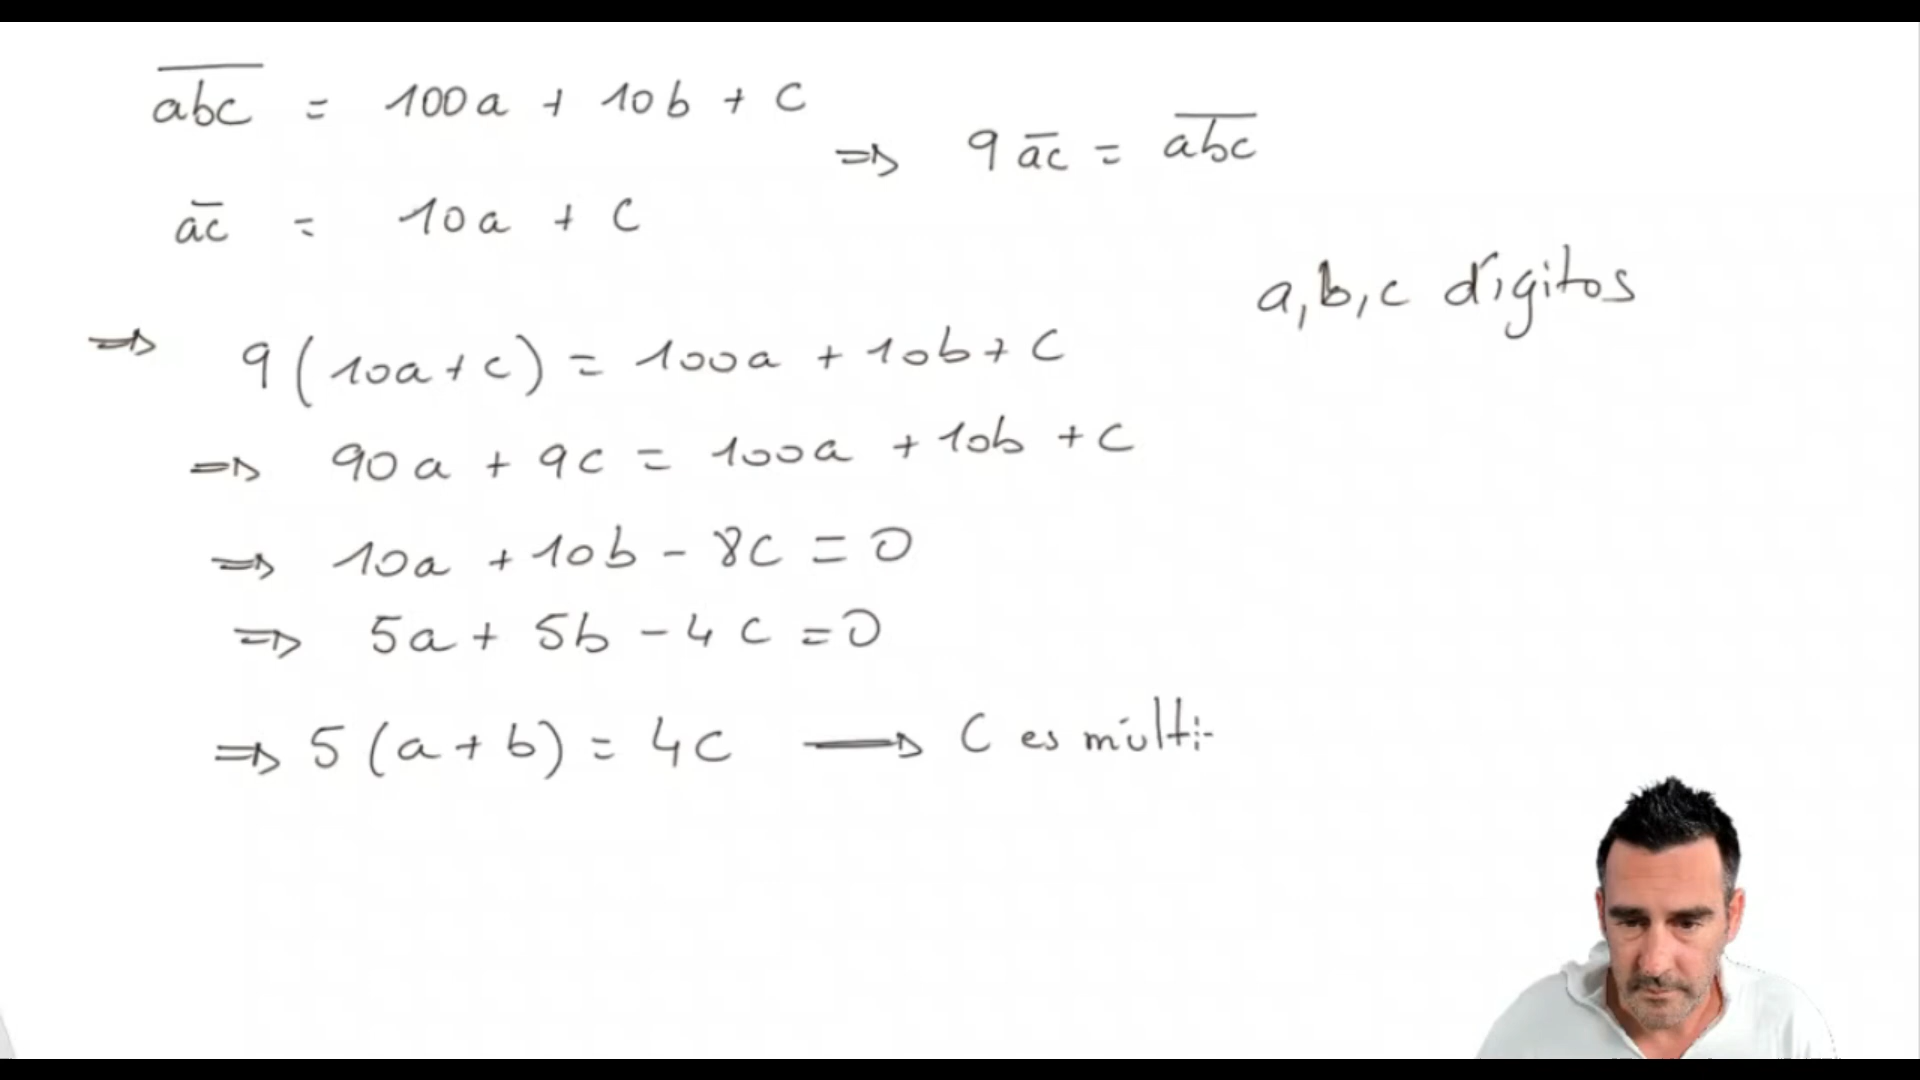 abc = 100a + 10b + c
⇒ 9 ac = abc
ac = 10a + c
a,b,c dígitos
⇒ 9(10a+c) = 100a + 10b + c
⇒ 90a + 9c = 100a + 10b + c
⇒ 10a + 10b - 8c = 0
⇒ 5a + 5b - 4c = 0
⇒ 5(a+b) = 4c → C es múlti